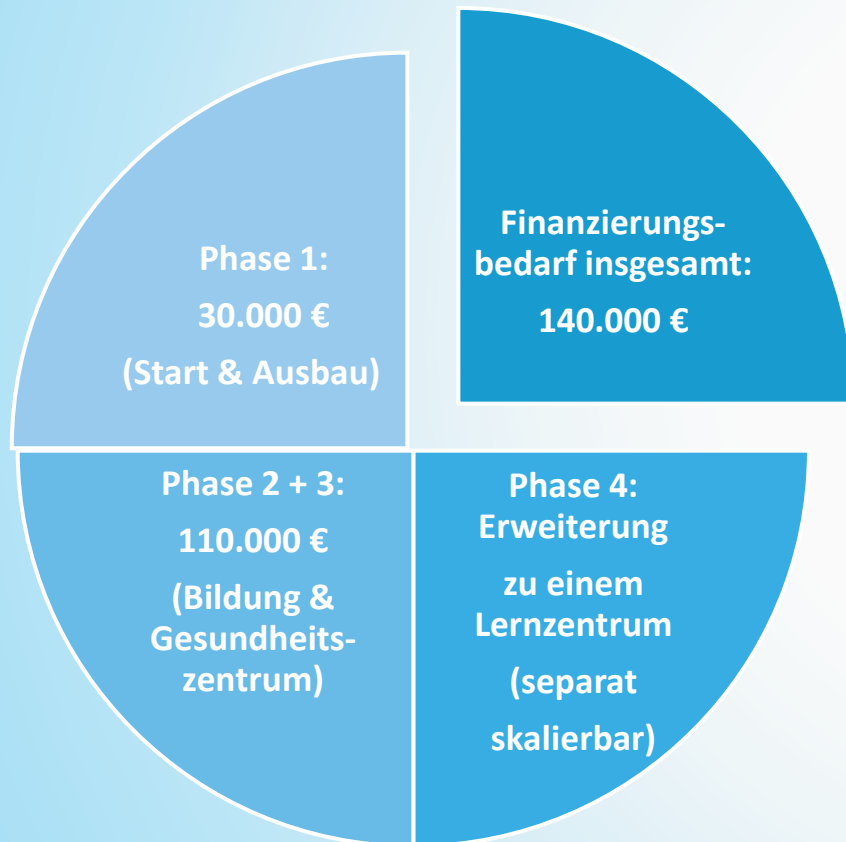 Phase 1:
30.000 €
(Start & Ausbau)
Finanzierungs-
bedarf insgesamt:
140.000 €
Phase 2 + 3:
110.000 €
(Bildung &
Gesundheits-
zentrum)
Phase 4:
Erweiterung
zu einem
Lernzentrum
(separat
skalierbar)